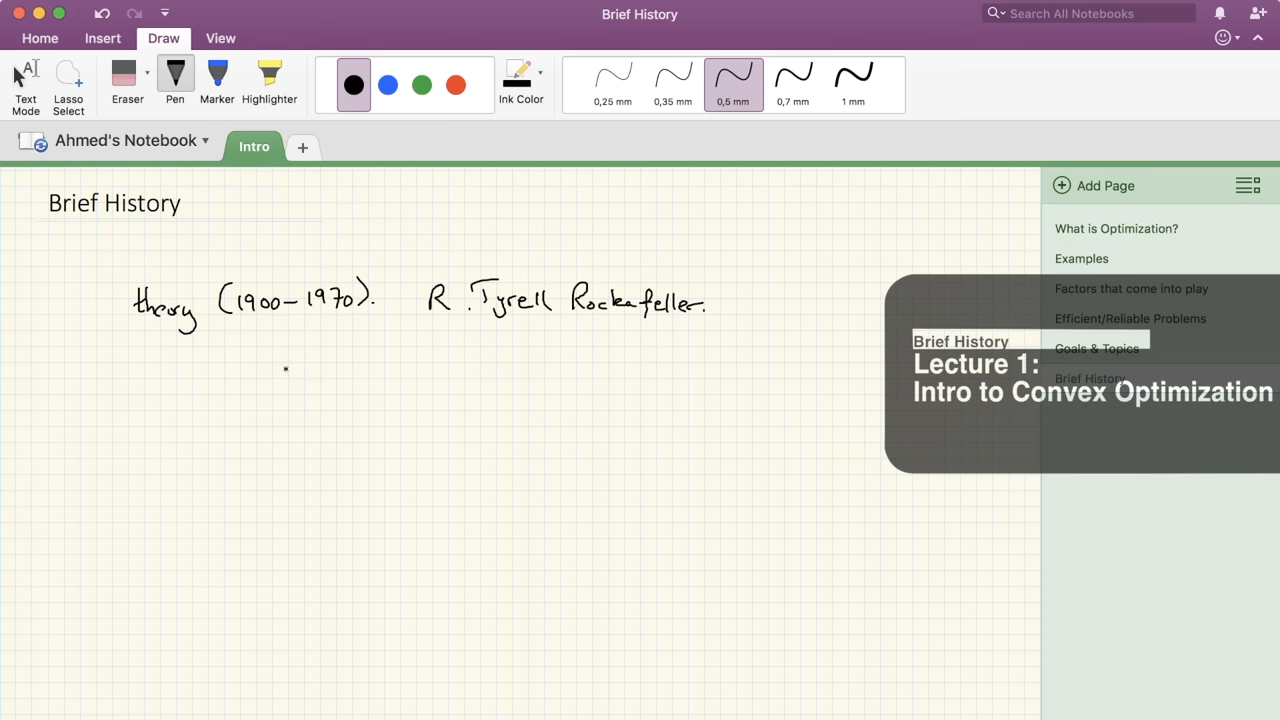 Brief History
Search All Notebooks
Home Insert Draw View
Text Mode
Lasso Select
Eraser
Pen
Marker
Highlighter
Ink Color
0,25 mm
0,35 mm
0,5 mm
0,7 mm
1 mm
Ahmed's Notebook
Intro
Brief History
theory (1900-1970). R.Tyrell Rockafeller.
Add Page
What is Optimization?
Examples
Factors that come into play
Efficient/Reliable Problems
Goals & Topics
Brief History
Brief History
Lecture 1:
Intro to Convex Optimization